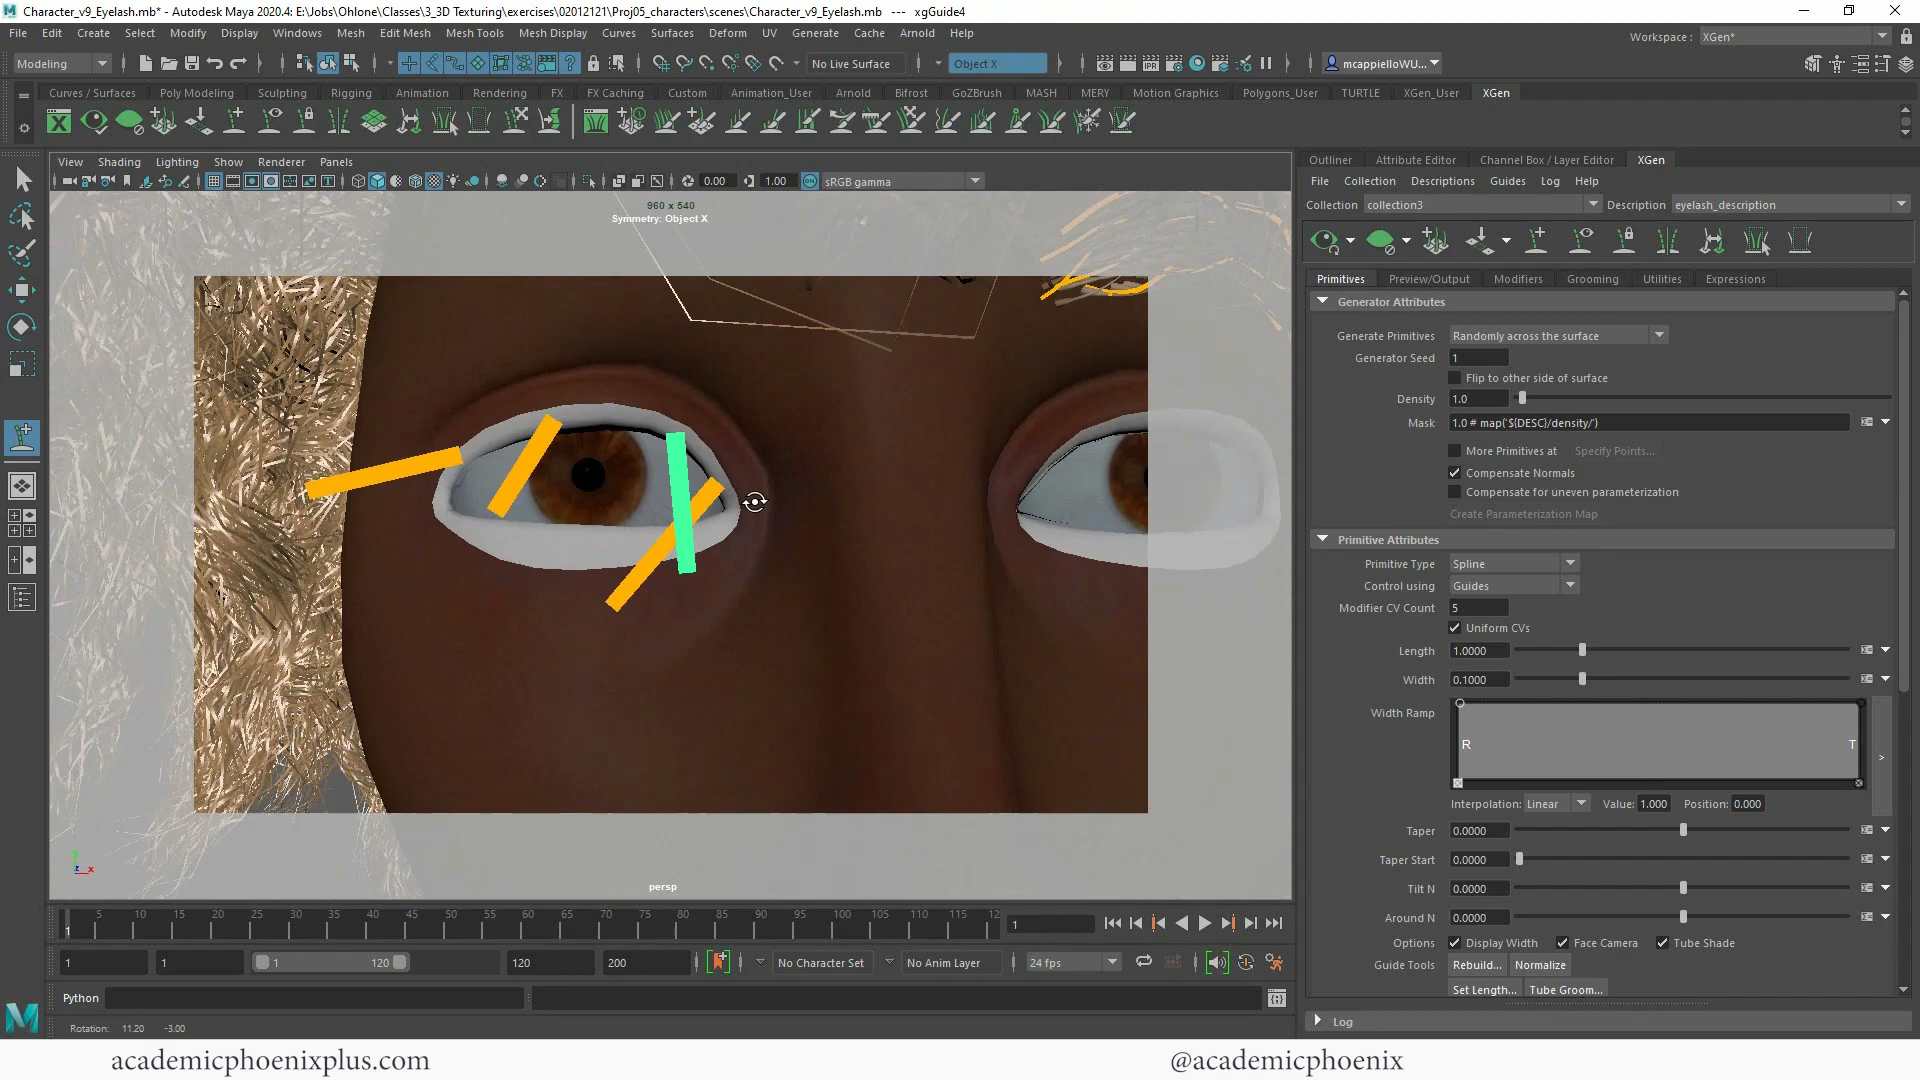 Character_v9_Eyelash.mb* - Autodesk Maya 2020.4: E:\Jobs\Ohlone\Classes\3_3D Texturing\exercises\02012121\Proj05_characters\scenes\Character_v9_Eyelash.mb --- xgGuide4
File Edit Create Select Modify Display Windows Mesh Edit Mesh Mesh Tools Mesh Display Curves Surfaces Deform UV Generate Cache Arnold Help
Workspace : XGen*
Modeling No Live Surface Object X mcappielloWU...
Curves / Surfaces Poly Modeling Sculpting Rigging Animation Rendering FX FX Caching Custom Animation_User Arnold Bifrost GoZBrush MASH MERY Motion Graphics Polygons_User TURTLE XGen_User XGen
View Shading Lighting Show Renderer Panels
0.00 1.00 sRGB gamma
960 x 540
Symmetry: Object X
persp
Outliner Attribute Editor Channel Box / Layer Editor XGen
File Collection Descriptions Guides Log Help
Collection collection3 Description eyelash_description
Primitives Preview/Output Modifiers Grooming Utilities Expressions
Generator Attributes
Generate Primitives Randomly across the surface
Generator Seed 1
Flip to other side of surface
Density 1.0
Mask 1.0 # map('${DESC}/density/')
More Primitives at Specify Points...
Compensate Normals
Compensate for uneven parameterization
Create Parameterization Map
Primitive Attributes
Primitive Type Spline
Control using Guides
Modifier CV Count 5
Uniform CVs
Length 1.0000
Width 0.1000
Width Ramp
R T
Interpolation: Linear Value: 1.000 Position: 0.000
Taper 0.0000
Taper Start 0.0000
Tilt N 0.0000
Around N 0.0000
Options Display Width Face Camera Tube Shade
Guide Tools Rebuild... Normalize
Set Length... Tube Groom...
Log
5 10 15 20 25 30 35 40 45 50 55 60 65 70 75 80 85 90 95 100 105 110 115 12
1 1
1 1 1 120 120 200 No Character Set No Anim Layer 24 fps
Python
Rotation: 11.20 -3.00
academicphoenixplus.com
@academicphoenix